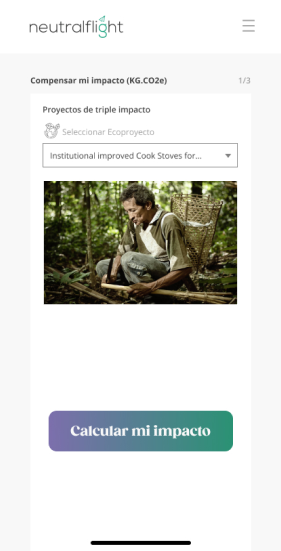 neutralflight
Compensar mi impacto (KG.CO2e)
1/3
Proyectos de triple impacto
Seleccionar Ecoproyecto
Institutional improved Cook Stoves for...
Calcular mi impacto